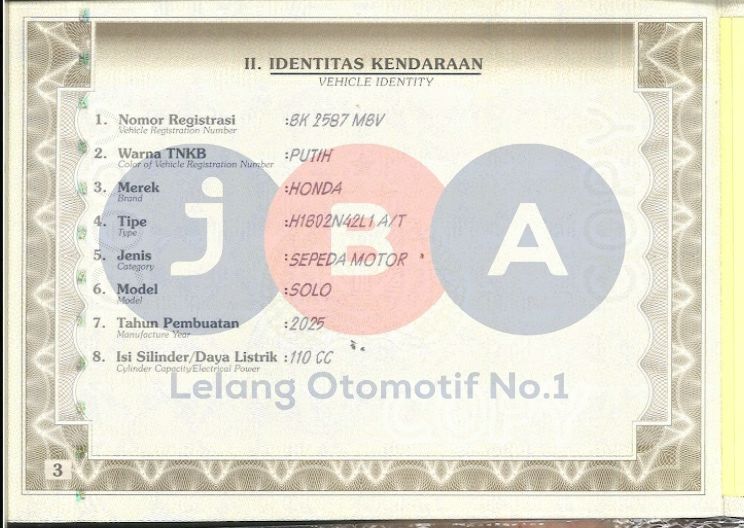 II. IDENTITAS KENDARAAN
VEHICLE IDENTITY
1. Nomor Registrasi :BK 2587 MBV
Vehicle Registration Number
2. Warna TNKB :PUTIH
Color of Vehicle Registration Number
3. Merek :HONDA
Brand
4. Tipe :H1B02N42L1 A/T
Type
5. Jenis :SEPEDA MOTOR
Category
6. Model :SOLO
Model
7. Tahun Pembuatan :2025
Manufacture Year
8. Isi Silinder/Daya Listrik :110 CC
Cylinder Capacity/Electrical Power
jBA
Lelang Otomotif No.1
3